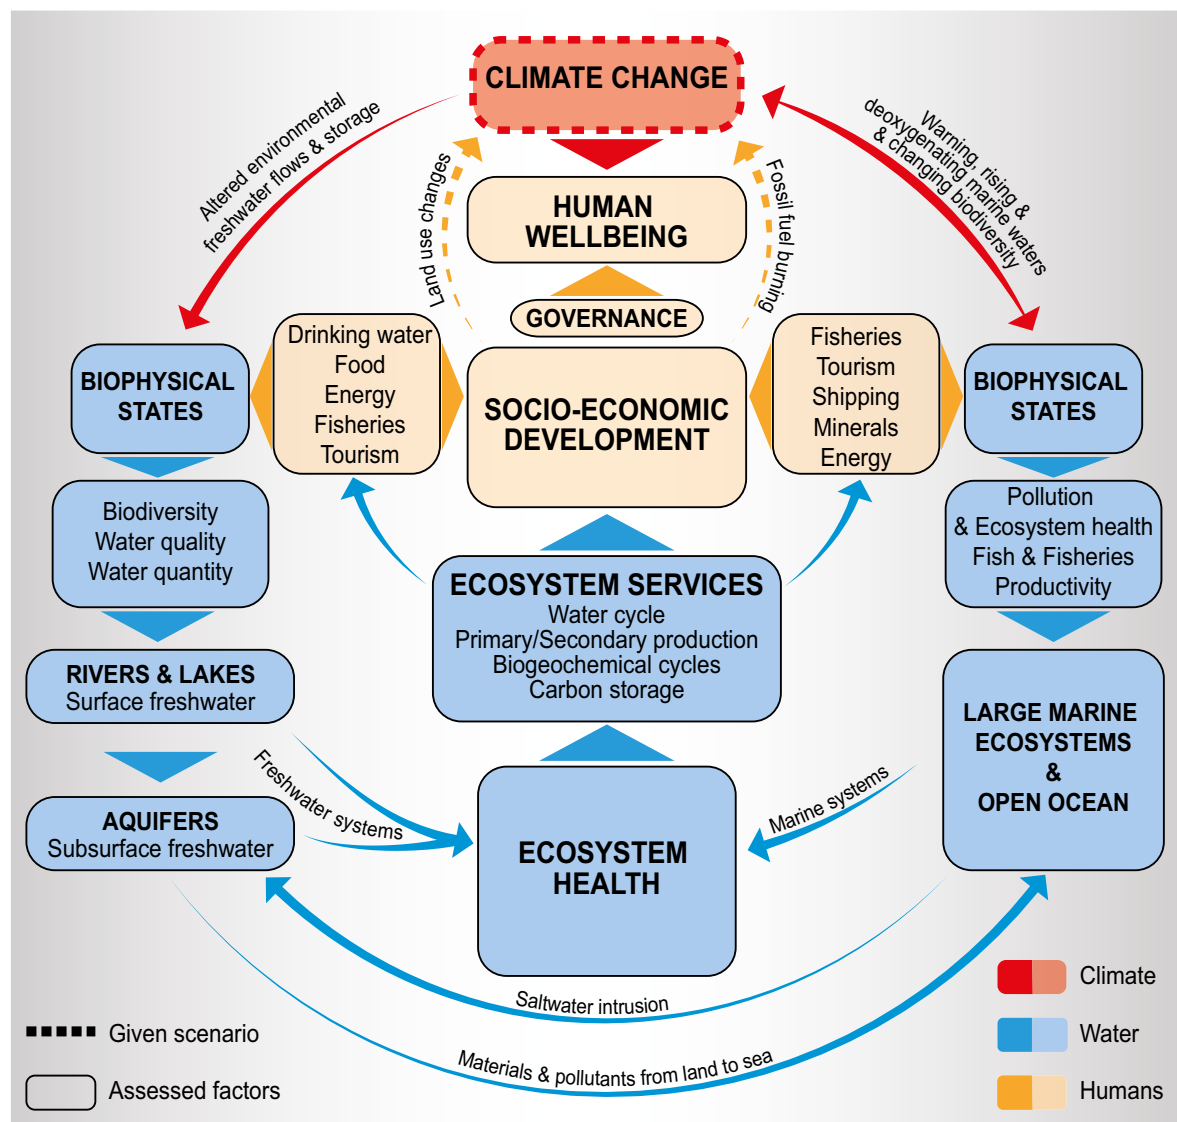 CLIMATE CHANGE
Altered environmental
freshwater flows & storage
Warning, rising &
deoxygenating marine waters
& changing biodiversity
Land use changes
Fossil fuel burning
HUMAN
WELLBEING
GOVERNANCE
BIOPHYSICAL
STATES
Drinking water
Food
Energy
Fisheries
Tourism
SOCIO-ECONOMIC
DEVELOPMENT
Fisheries
Tourism
Shipping
Minerals
Energy
BIOPHYSICAL
STATES
Biodiversity
Water quality
Water quantity
Pollution
& Ecosystem health
Fish & Fisheries
Productivity
ECOSYSTEM SERVICES
Water cycle
Primary/Secondary production
Biogeochemical cycles
Carbon storage
RIVERS & LAKES
Surface freshwater
LARGE MARINE
ECOSYSTEMS
&
OPEN OCEAN
Freshwater systems
Marine systems
AQUIFERS
Subsurface freshwater
ECOSYSTEM
HEALTH
Saltwater intrusion
Materials & pollutants from land to sea
Given scenario
Assessed factors
Climate
Water
Humans